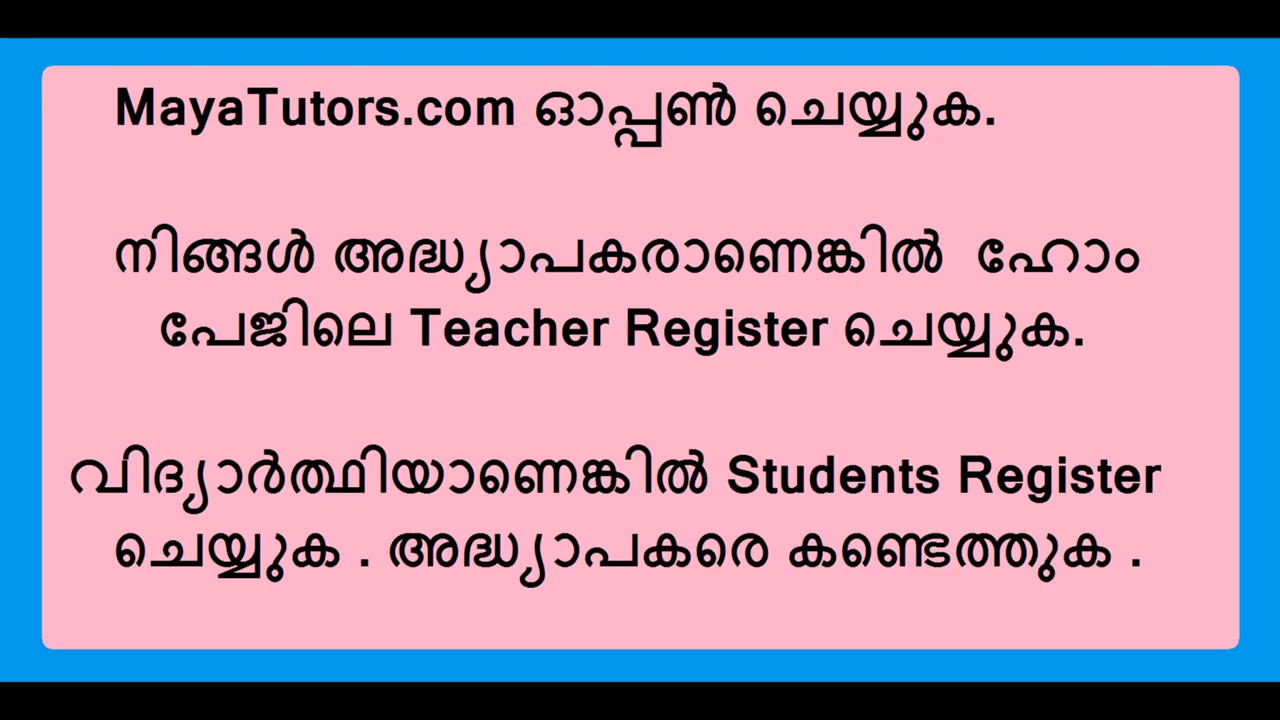 MayaTutors.com ഓപ്പൺ ചെയ്യുക.
നിങ്ങൾ അദ്ധ്യാപകരാണെങ്കിൽ ഹോം
പേജിലെ Teacher Register ചെയ്യുക.
വിദ്യാർത്ഥിയാണെങ്കിൽ Students Register
ചെയ്യുക . അദ്ധ്യാപകരെ കണ്ടെത്തുക .